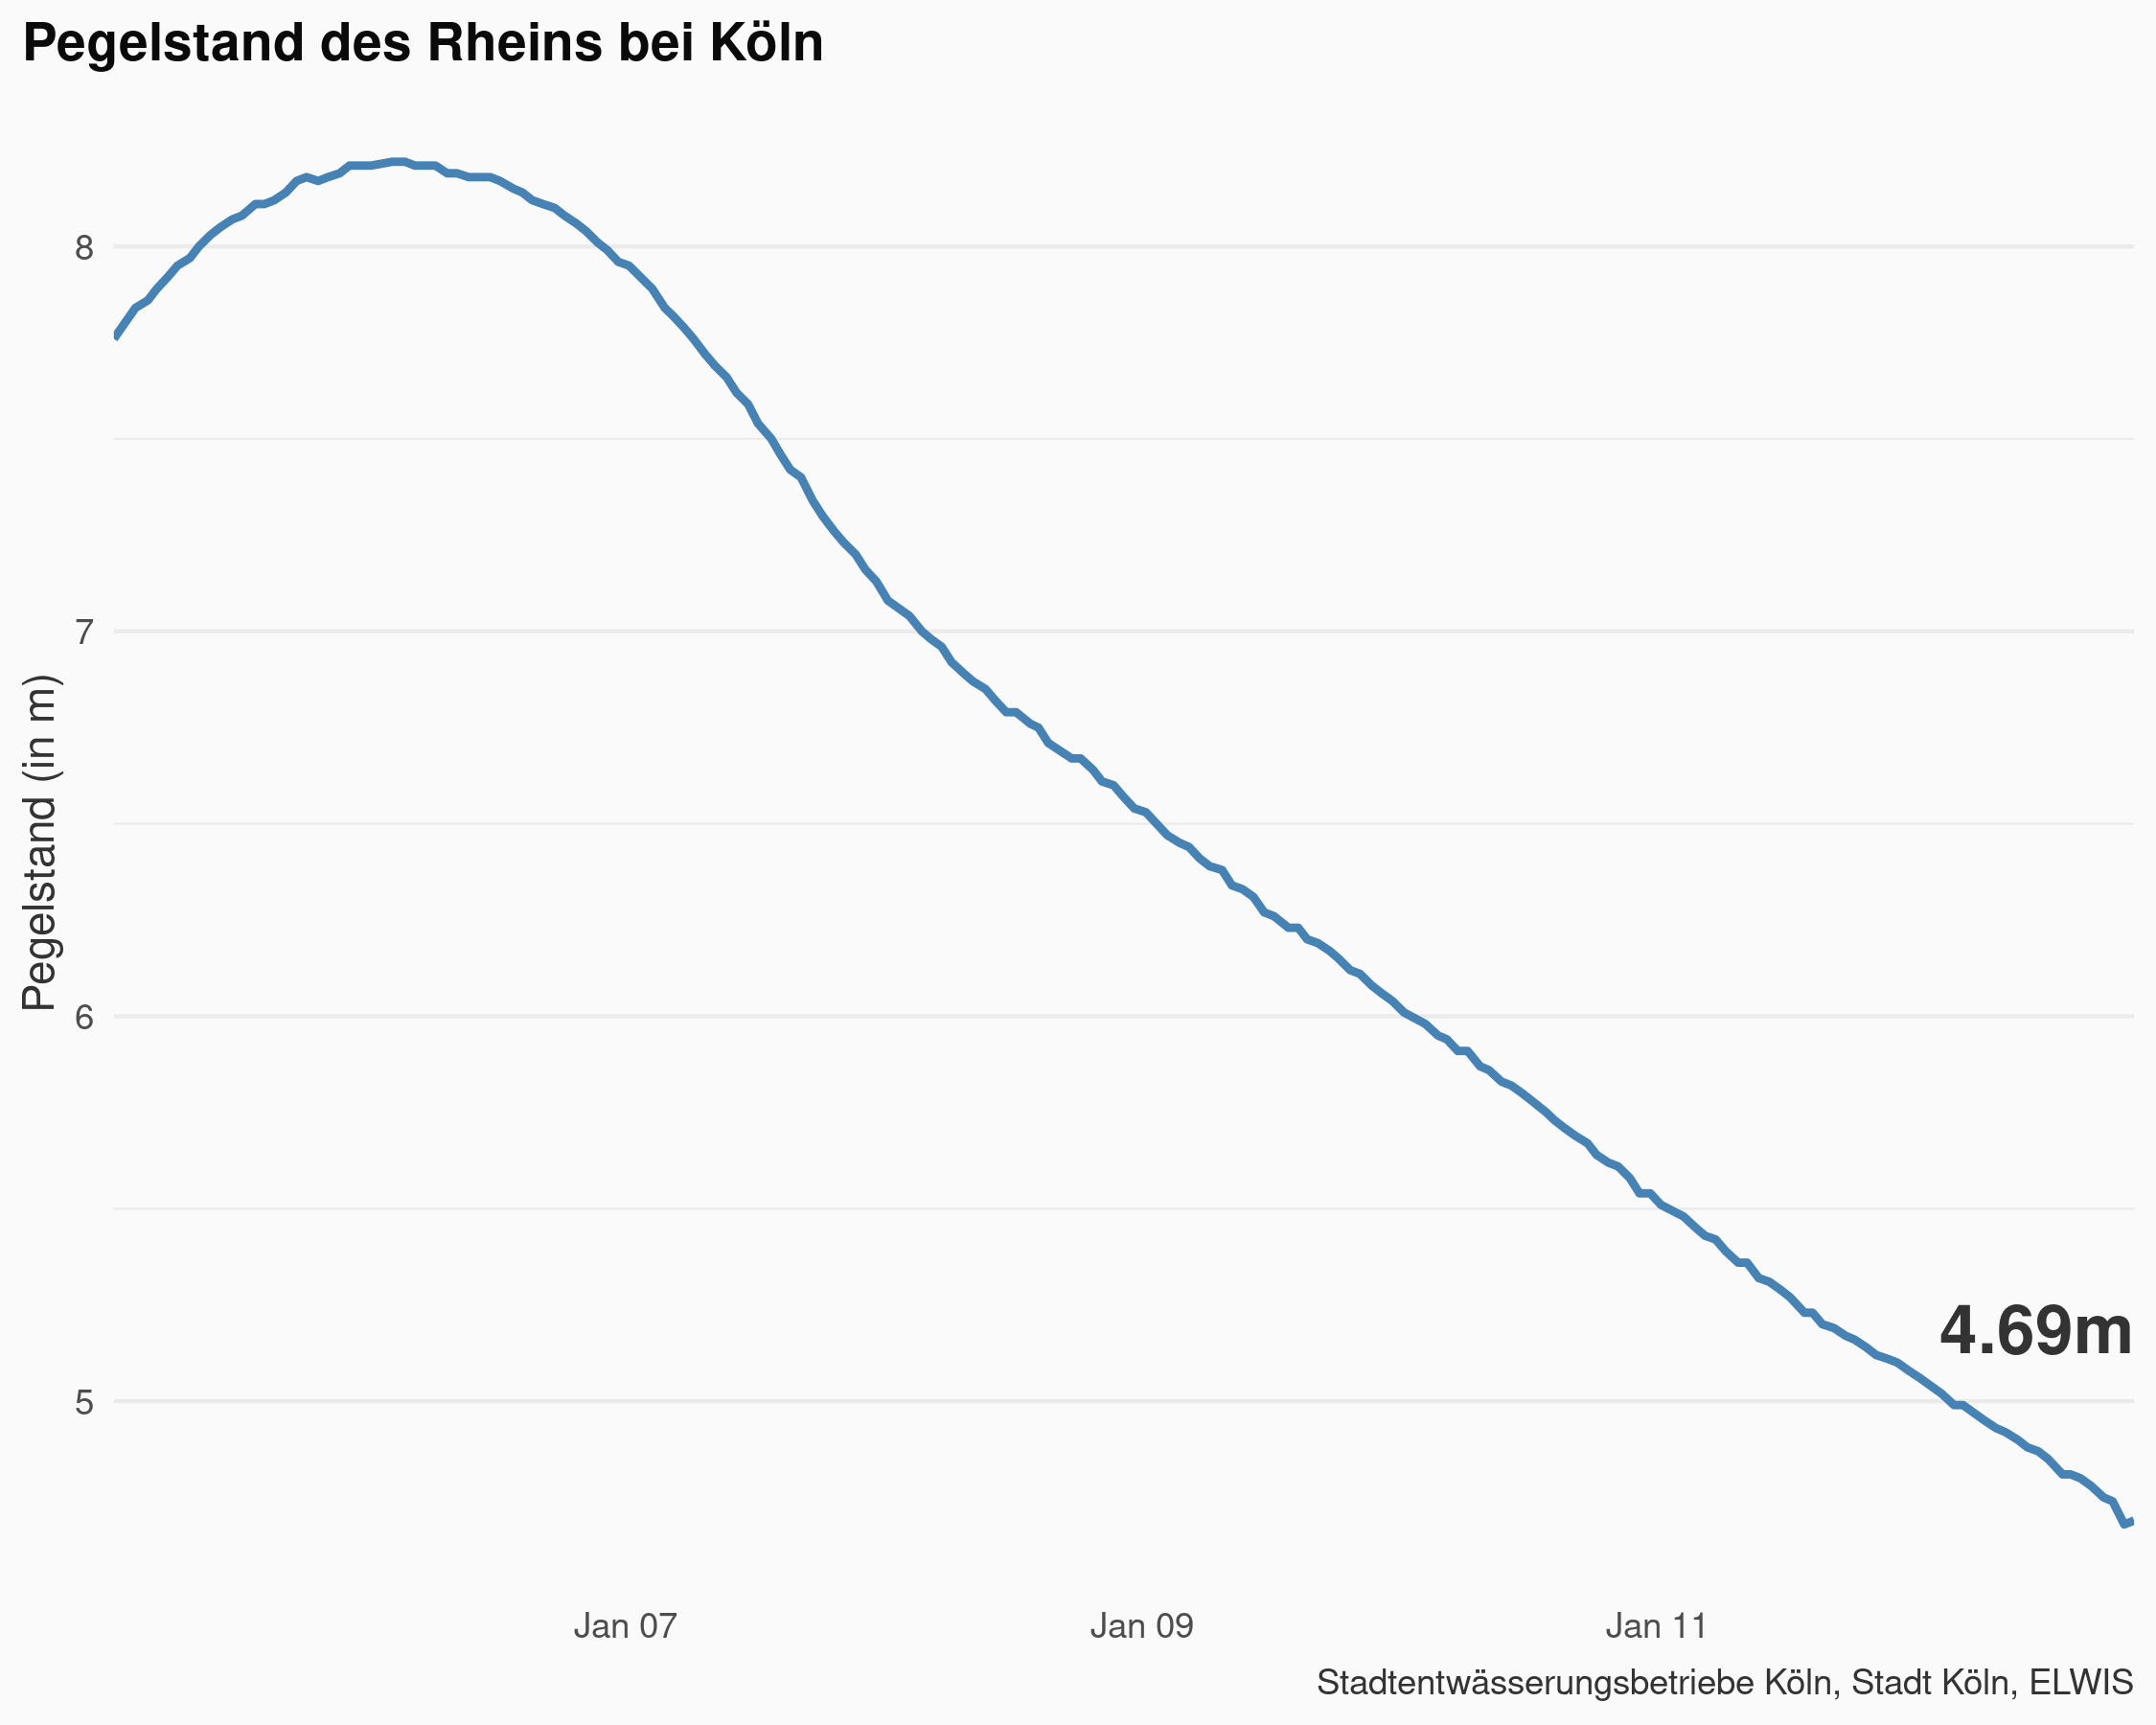 Pegelstand des Rheins bei Köln
Pegelstand (in m)
8
7
6
5
4.69m
Jan 07
Jan 09
Jan 11
Stadtentwässerungsbetriebe Köln, Stadt Köln, ELWIS